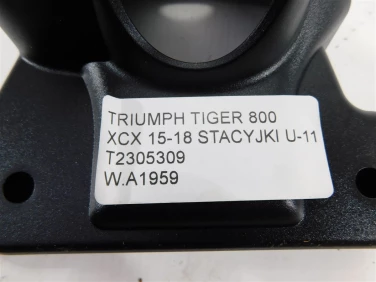 TRIUMPH TIGER 800
XCX 15-18 STACYJKI U-11
T2305309
W.A1959